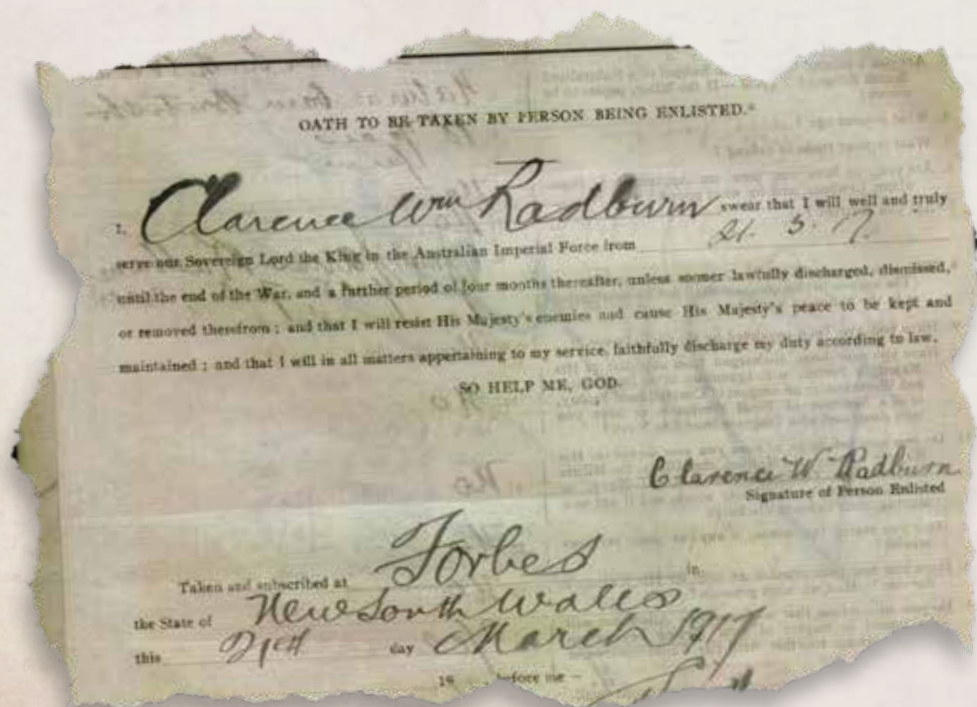 OATH TO BE TAKEN BY PERSON BEING ENLISTED.*
I, Clarence Wm Radburn swear that I will well and truly
serve our Sovereign Lord the King in the Australian Imperial Force from 21. 3. 17.
until the end of the War, and a further period of four months thereafter, unless sooner lawfully discharged, dismissed,
or removed therefrom ; and that I will resist His Majesty's enemies and cause His Majesty's peace to be kept and
maintained ; and that I will in all matters appertaining to my service, faithfully discharge my duty according to law.
SO HELP ME, GOD.
Clarence W Radburn
Signature of Person Enlisted
Taken and subscribed at Forbes in
the State of New South Wales
this 21st day March 1917
19 before me –